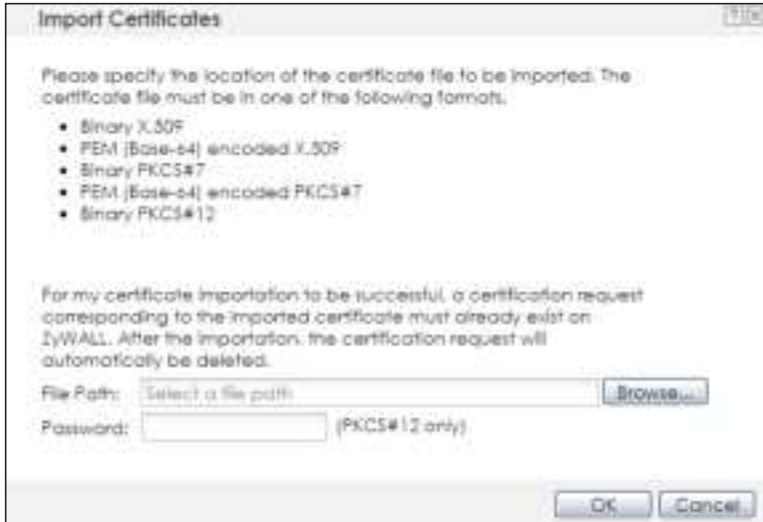 Import Certificates
Please specify the location of the certificate file to be imported. The
certificate file must be in one of the following formats.
• Binary X.509
• PEM (Base-64) encoded X.509
• Binary PKCS#7
• PEM (Base-64) encoded PKCS#7
• Binary PKCS#12
For my certificate importation to be successful, a certification request
corresponding to the imported certificate must already exist on
ZyWALL. After the importation, the certification request will
automatically be deleted.
File Path: Select a file path Browse...
Password: (PKCS#12 only)
OK Cancel